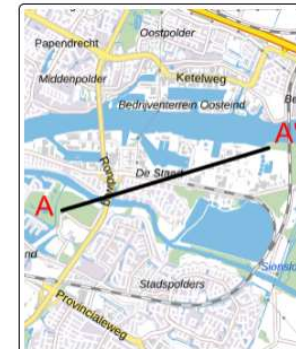 Oostpolder
Papendrecht
Ketelweg
Middenpolder
Bedrijventerrein Oosteind
A
De Staart
Rondweg
A
Stadspolders
Provincialeweg